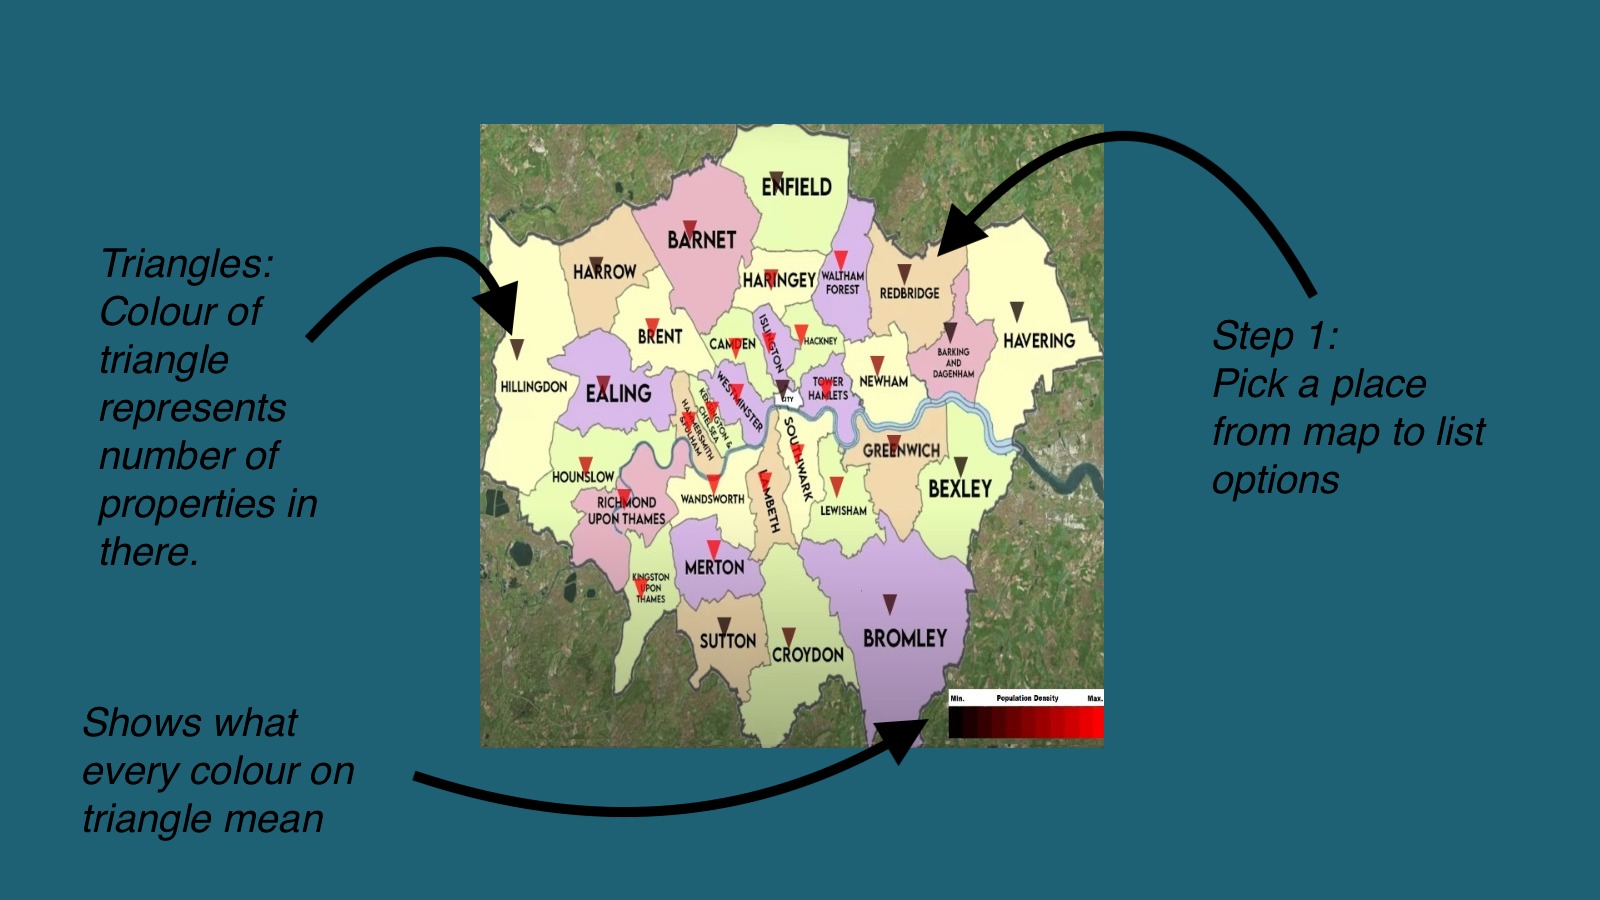 Triangles:
Colour of
triangle
represents
number of
properties in
there.
Shows what
every colour on
triangle mean
Step 1:
Pick a place
from map to list
options
ENFIELD
BARNET
HARROW
HARINGEY
WALTHAM
FOREST
REDBRIDGE
HAVERING
BRENT
CAMDEN
ISLINGTON
HACKNEY
BARKING
AND
DAGENHAM
HILLINGDON
EALING
WESTMINSTER
TOWER
HAMLETS
NEWHAM
CITY
KENSINGTON &
CHELSEA
HAMMERSMITH
& FULHAM
SOUTHWARK
GREENWICH
HOUNSLOW
RICHMOND
UPON THAMES
WANDSWORTH
LAMBETH
LEWISHAM
BEXLEY
MERTON
KINGSTON
UPON
THAMES
SUTTON
CROYDON
BROMLEY
Min. Population Density Max.